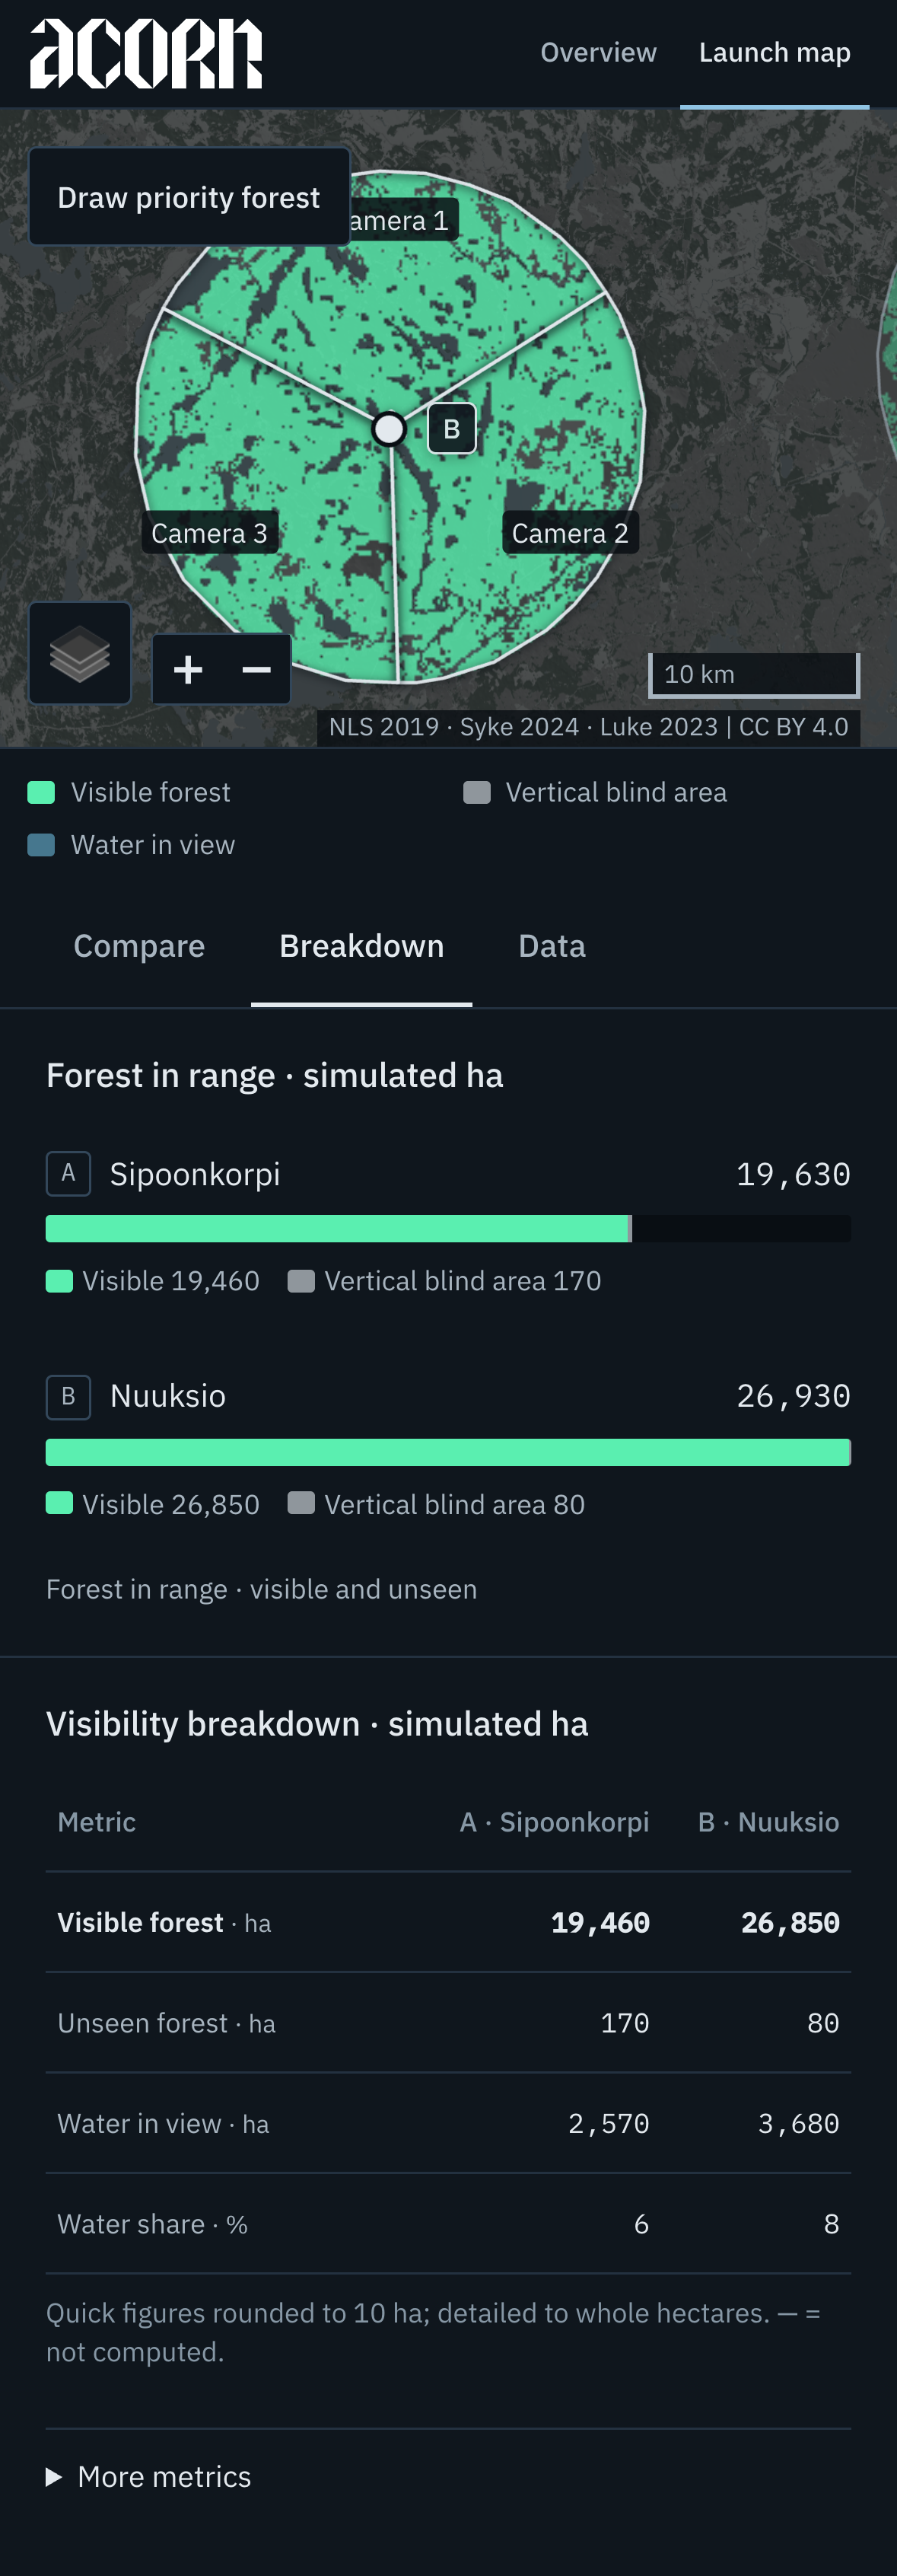 acorn
Overview
Launch map
Draw priority forest
amera 1
B
Camera 3
Camera 2
+ −
10 km
NLS 2019 · Syke 2024 · Luke 2023 | CC BY 4.0
Visible forest
Vertical blind area
Water in view
Compare
Breakdown
Data
Forest in range · simulated ha
A Sipoonkorpi 19,630
Visible 19,460 Vertical blind area 170
B Nuuksio 26,930
Visible 26,850 Vertical blind area 80
Forest in range · visible and unseen
Visibility breakdown · simulated ha
Metric A · Sipoonkorpi B · Nuuksio
Visible forest · ha 19,460 26,850
Unseen forest · ha 170 80
Water in view · ha 2,570 3,680
Water share · % 6 8
Quick figures rounded to 10 ha; detailed to whole hectares. — =
not computed.
▶ More metrics